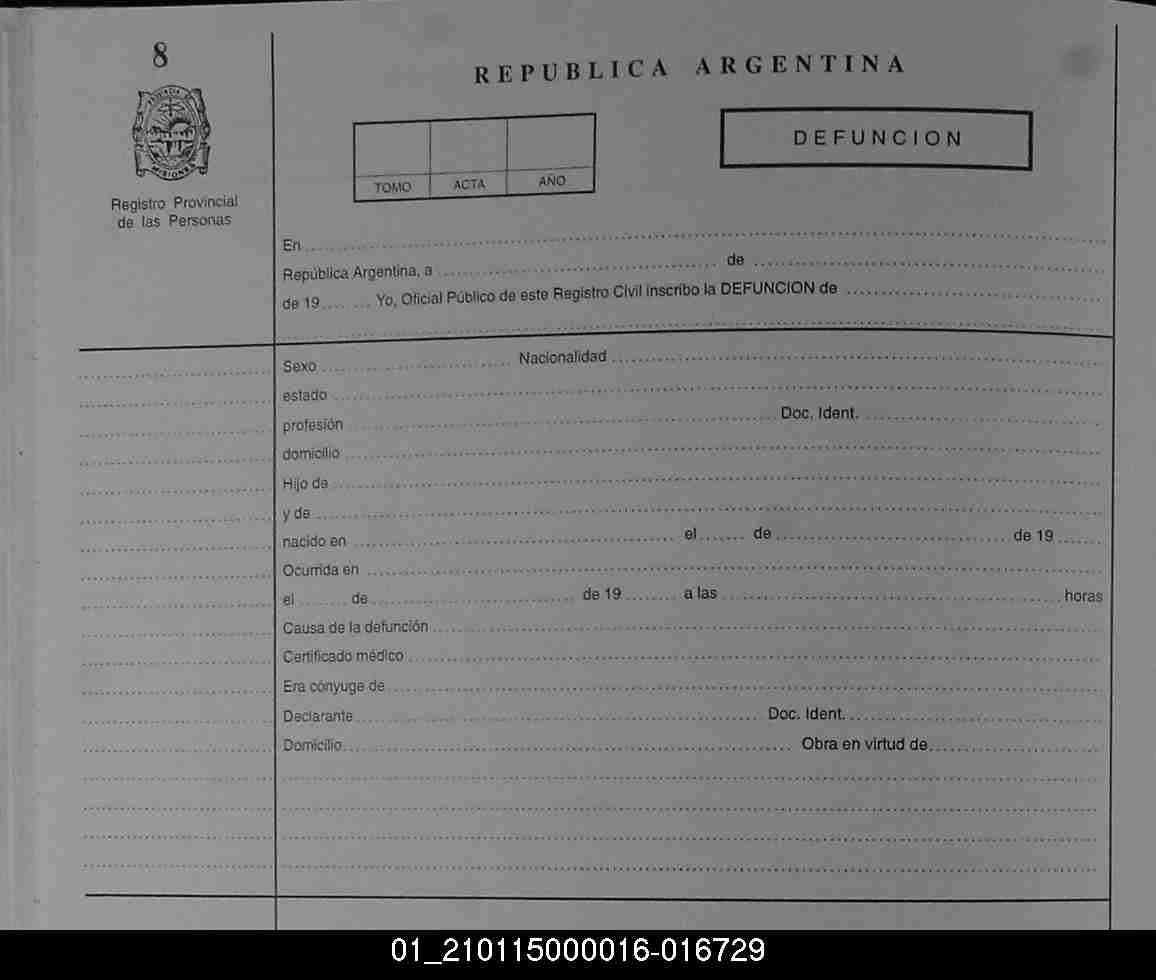 8
REPUBLICA ARGENTINA
MISIONES
Registro Provincial
de las Personas
TOMO ACTA AÑO
DEFUNCION
En
República Argentina, a de
de 19 Yo, Oficial Público de este Registro Civil inscribo la DEFUNCION de
Sexo Nacionalidad
estado
profesión Doc. Ident.
domicilio
Hijo de
y de
nacido en el de de 19
Ocurrida en
el de de 19 a las horas
Causa de la defunción
Certificado médico
Era cónyuge de
Declarante Doc. Ident.
Domicilio Obra en virtud de
01_210115000016-016729